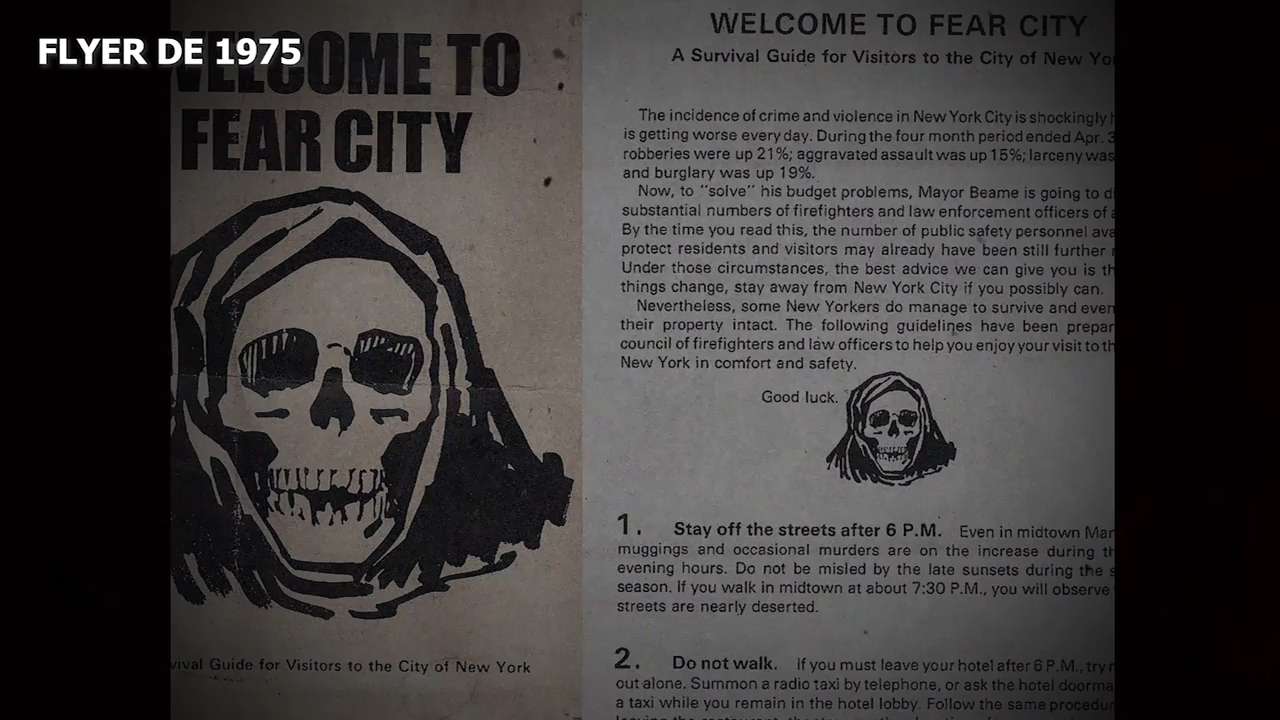 FLYER DE 1975
WELCOME TO
FEAR CITY
Survival Guide for Visitors to the City of New York
WELCOME TO FEAR CITY
A Survival Guide for Visitors to the City of New
The incidence of crime and violence in New York City is shockingly
is getting worse every day. During the four month period ended Apr.
robberies were up 21%; aggravated assault was up 15%; larceny was
and burglary was up 19%.
Now, to "solve" his budget problems, Mayor Beame is going to
substantial numbers of firefighters and law enforcement officers of
By the time you read this, the number of public safety personnel
protect residents and visitors may already have been still further
Under those circumstances, the best advice we can give you is
things change, stay away from New York City if you possibly can.
Nevertheless, some New Yorkers do manage to survive and even
their property intact. The following guidelines have been
council of firefighters and law officers to help you enjoy your visit to
New York in comfort and safety.
Good luck.
1. Stay off the streets after 6 P.M. Even in midtown
muggings and occasional murders are on the increase during
evening hours. Do not be misled by the late sunsets during the
season. If you walk in midtown at about 7:30 P.M., you will observe
streets are nearly deserted.
2. Do not walk. If you must leave your hotel after 6 P.M., try
out alone. Summon a radio taxi by telephone, or ask the hotel
a taxi while you remain in the hotel lobby. Follow the same